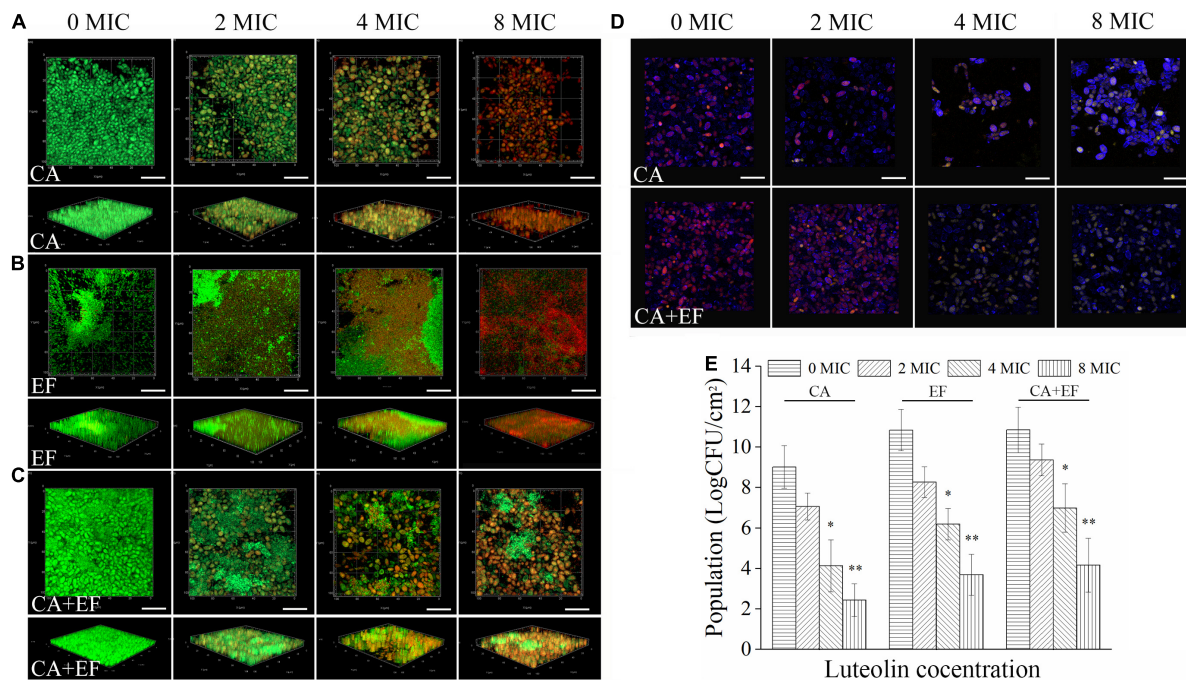 A 0 MIC 2 MIC 4 MIC 8 MIC
CA
CA
B
EF
EF
C
CA+EF
CA+EF
D 0 MIC 2 MIC 4 MIC 8 MIC
CA
CA+EF
E 0 MIC 2 MIC 4 MIC 8 MIC
CA EF CA+EF
14
12
10
8
6
4
2
0
* ** * ** * **
Population (LogCFU/cm²)
Luteolin cocentration